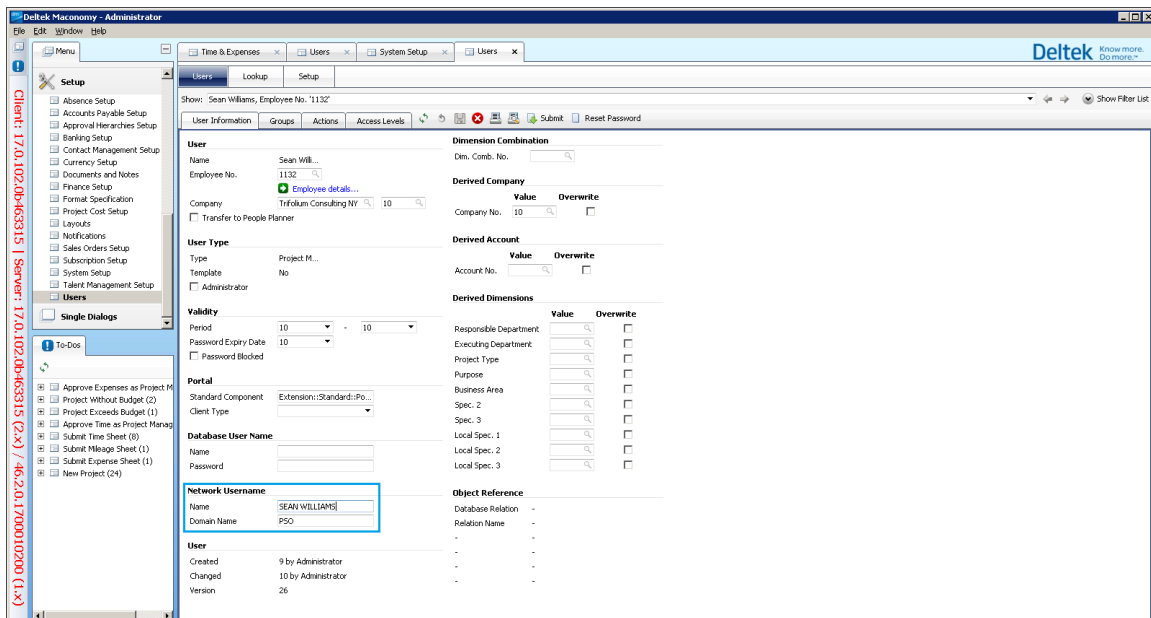 Deltek Maconomy - Administrator
File Edit Window Help
Menu
Time & Expenses
Users
System Setup
Users
Deltek Know more. Do more.™
Setup
Absence Setup
Accounts Payable Setup
Approval Hierarchies Setup
Banking Setup
Contact Management Setup
Currency Setup
Documents and Notes
Finance Setup
Format Specification
Project Cost Setup
Layouts
Notifications
Sales Orders Setup
Subscription Setup
System Setup
Talent Management Setup
Users
Single Dialogs
To-Dos
Approve Expenses as Project M
Project Without Budget (2)
Project Exceeds Budget (1)
Approve Time as Project Manag
Submit Time Sheet (8)
Submit Mileage Sheet (1)
Submit Expense Sheet (1)
New Project (24)
Client: 17.0.102.0b463315 | Server: 17.0.102.0b463315 (2.x) / 46.2.0.1700010200 (1.x)
Users Lookup Setup
Show: Sean Williams, Employee No. '1132'
Show Filter List
User Information Groups Actions Access Levels Submit Reset Password
User
Name Sean Willi...
Employee No. 1132
Employee details...
Company Trifolium Consulting NY 10
Transfer to People Planner
User Type
Type Project M...
Template No
Administrator
Validity
Period 10 - 10
Password Expiry Date 10
Password Blocked
Portal
Standard Component Extension::Standard::Po...
Client Type
Database User Name
Name
Password
Network Username
Name SEAN WILLIAMS
Domain Name PSO
User
Created 9 by Administrator
Changed 10 by Administrator
Version 26
Dimension Combination
Dim. Comb. No.
Derived Company
Value Overwrite
Company No. 10
Derived Account
Value Overwrite
Account No.
Derived Dimensions
Value Overwrite
Responsible Department
Executing Department
Project Type
Purpose
Business Area
Spec. 2
Spec. 3
Local Spec. 1
Local Spec. 2
Local Spec. 3
Object Reference
Database Relation -
Relation Name -
- -
- -
- -
- -